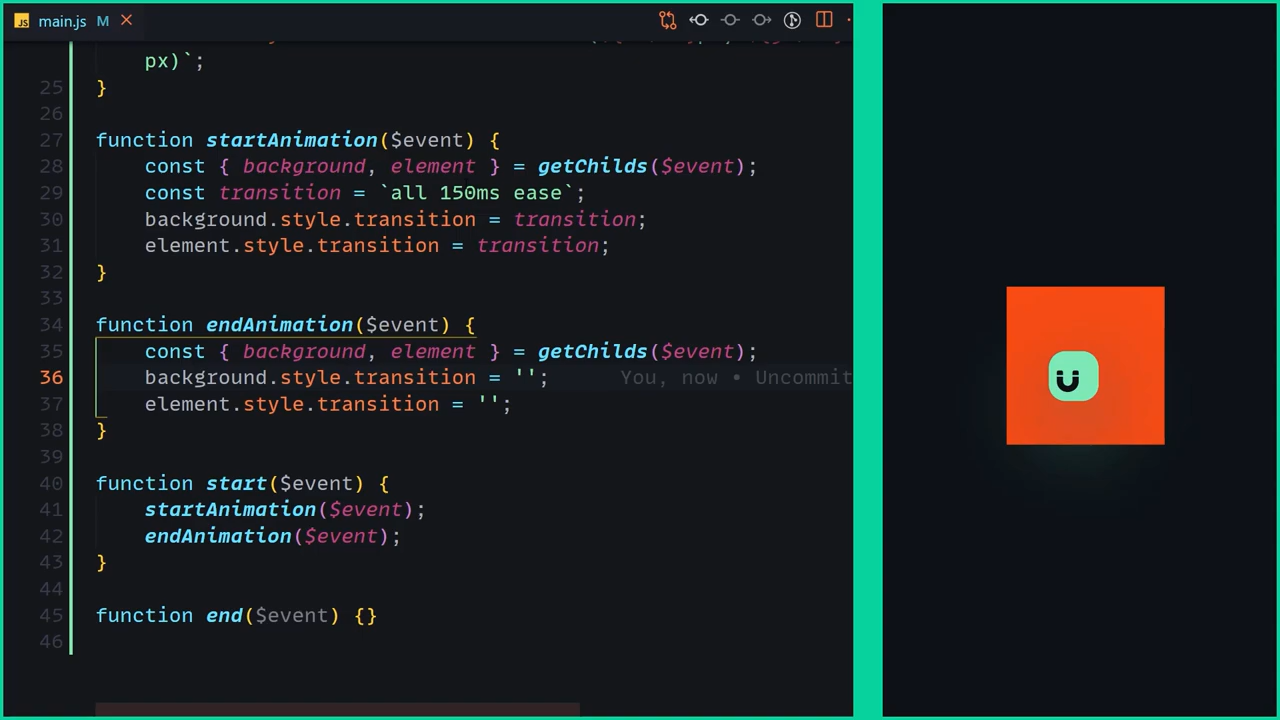 JS main.js M
px)`;
25 }
26
27 function startAnimation($event) {
28 const { background, element } = getChilds($event);
29 const transition = `all 150ms ease`;
30 background.style.transition = transition;
31 element.style.transition = transition;
32 }
33
34 function endAnimation($event) {
35 const { background, element } = getChilds($event);
36 background.style.transition = ''; You, now • Uncommit
37 element.style.transition = '';
38 }
39
40 function start($event) {
41 startAnimation($event);
42 endAnimation($event);
43 }
44
45 function end($event) {}
46